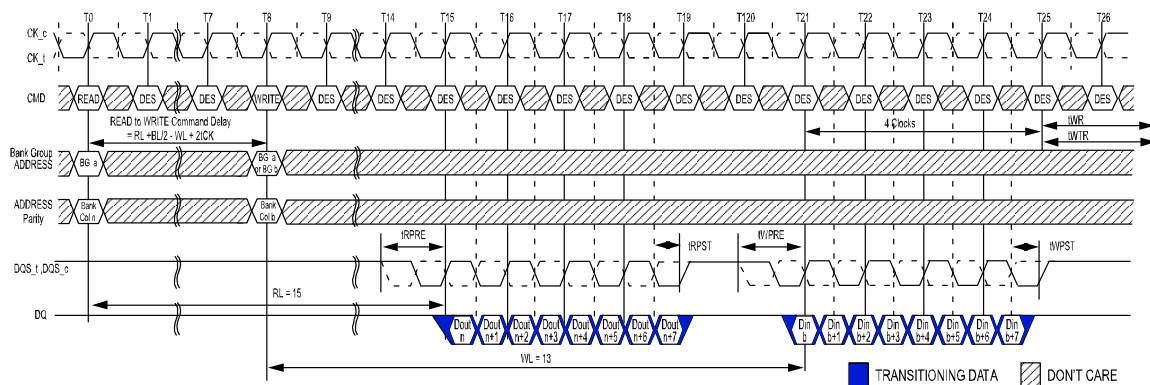 T0 T1 T7 T8 T9 T14 T15 T16 T17 T18 T19 T120 T21 T22 T23 T24 T25 T26
CK_c
CK_t
CMD READ DES DES WRITE DES DES DES DES DES DES DES DES DES DES DES DES DES DES
READ to WRITE Command Delay
= RL +BL/2 - WL + 2tCK
4 Clocks
tWR
tWTR
Bank Group
ADDRESS
BG a
BG a
or BG b
ADDRESS
Parity
Bank
Col n
Bank
Col b
tRPRE tRPST tWPRE tWPST
DQS_t ,DQS_c
RL = 15
DQ
Dout
n
Dout
n+1
Dout
n+2
Dout
n+3
Dout
n+4
Dout
n+5
Dout
n+6
Dout
n+7
Din
b
Din
b+1
Din
b+2
Din
b+3
Din
b+4
Din
b+5
Din
b+6
Din
b+7
WL = 13
TRANSITIONING DATA
DON'T CARE